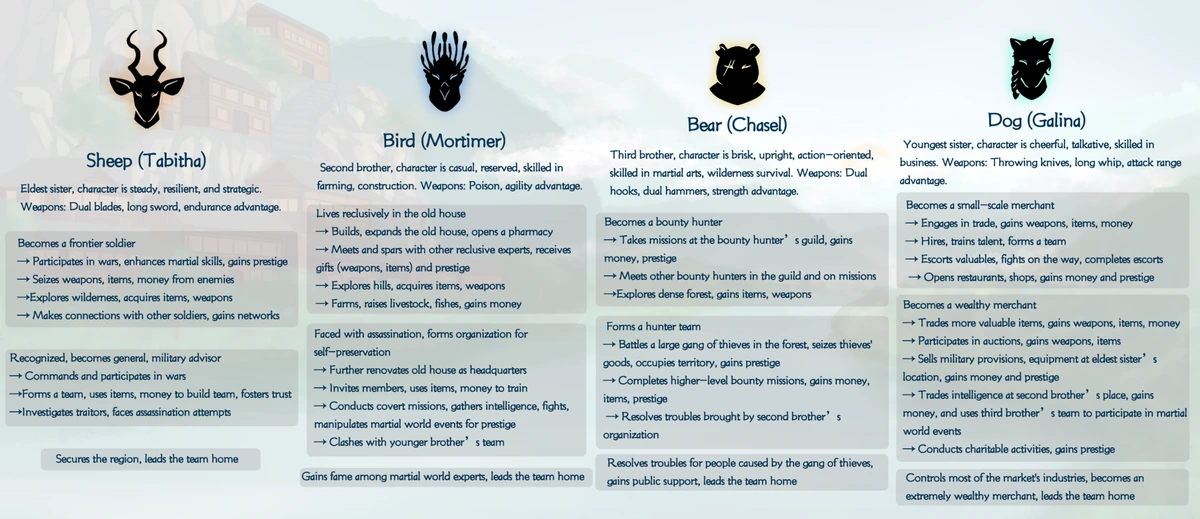 Sheep (Tabitha)
Eldest sister, character is steady, resilient, and strategic.
Weapons: Dual blades, long sword, endurance advantage.
Becomes a frontier soldier
→ Participates in wars, enhances martial skills, gains prestige
→ Seizes weapons, items, money from enemies
→Explores wilderness, acquires items, weapons
→ Makes connections with other soldiers, gains networks
Recognized, becomes general, military advisor
→ Commands and participates in wars
→Forms a team, uses items, money to build team, fosters trust
→Investigates traitors, faces assassination attempts
Secures the region, leads the team home
Bird (Mortimer)
Second brother, character is casual, reserved, skilled in
farming, construction. Weapons: Poison, agility advantage.
Lives reclusively in the old house
→ Builds, expands the old house, opens a pharmacy
→ Meets and spars with other reclusive experts, receives
gifts (weapons, items) and prestige
→ Explores hills, acquires items, weapons
→ Farms, raises livestock, fishes, gains money
Faced with assassination, forms organization for
self-preservation
→ Further renovates old house as headquarters
→ Invites members, uses items, money to train
→ Conducts covert missions, gathers intelligence, fights,
manipulates martial world events for prestige
→ Clashes with younger brother’s team
Gains fame among martial world experts, leads the team home
Bear (Chasel)
Third brother, character is brisk, upright, action-oriented,
skilled in martial arts, wilderness survival. Weapons: Dual
hooks, dual hammers, strength advantage.
Becomes a bounty hunter
→ Takes missions at the bounty hunter’s guild, gains
money, prestige
→ Meets other bounty hunters in the guild and on missions
→Explores dense forest, gains items, weapons
Forms a hunter team
→ Battles a large gang of thieves in the forest, seizes thieves'
goods, occupies territory, gains prestige
→ Completes higher-level bounty missions, gains money,
items, prestige
→ Resolves troubles brought by second brother’s
organization
Resolves troubles for people caused by the gang of thieves,
gains public support, leads the team home
Dog (Galina)
Youngest sister, character is cheerful, talkative, skilled in
business. Weapons: Throwing knives, long whip, attack range
advantage.
Becomes a small-scale merchant
→ Engages in trade, gains weapons, items, money
→ Hires, trains talent, forms a team
→ Escorts valuables, fights on the way, completes escorts
→ Opens restaurants, shops, gains money and prestige
Becomes a wealthy merchant
→ Trades more valuable items, gains weapons, items, money
→ Participates in auctions, gains weapons, items
→ Sells military provisions, equipment at eldest sister’s
location, gains money and prestige
→ Trades intelligence at second brother’s place, gains
money, and uses third brother’s team to participate in martial
world events
→ Conducts charitable activities, gains prestige
Controls most of the market's industries, becomes an
extremely wealthy merchant, leads the team home